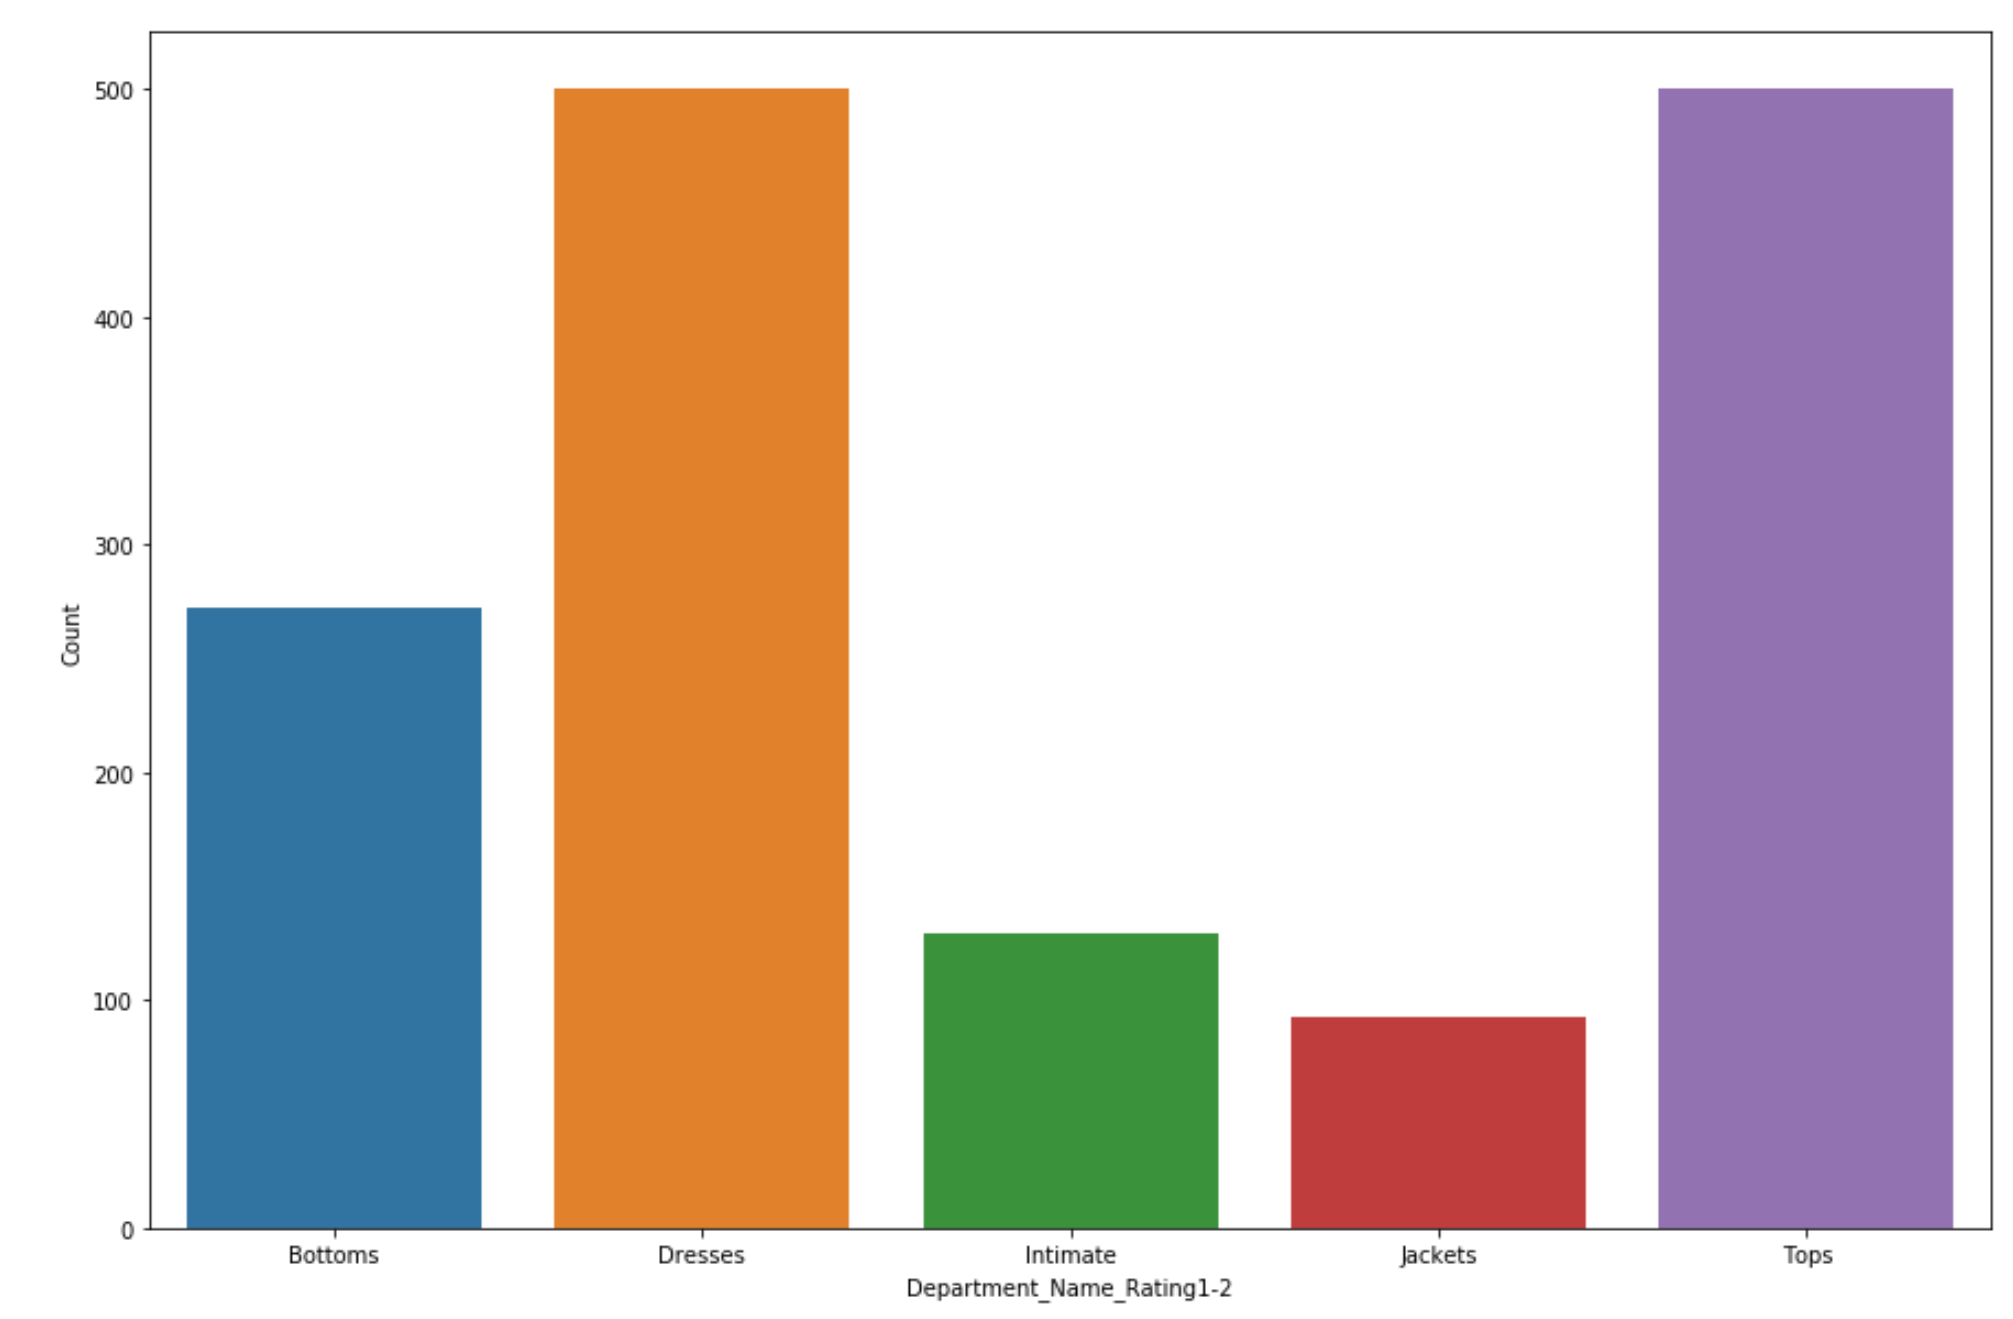 500
400
300
200
100
0
Count
Bottoms Dresses Intimate Jackets Tops
Department_Name_Rating1-2